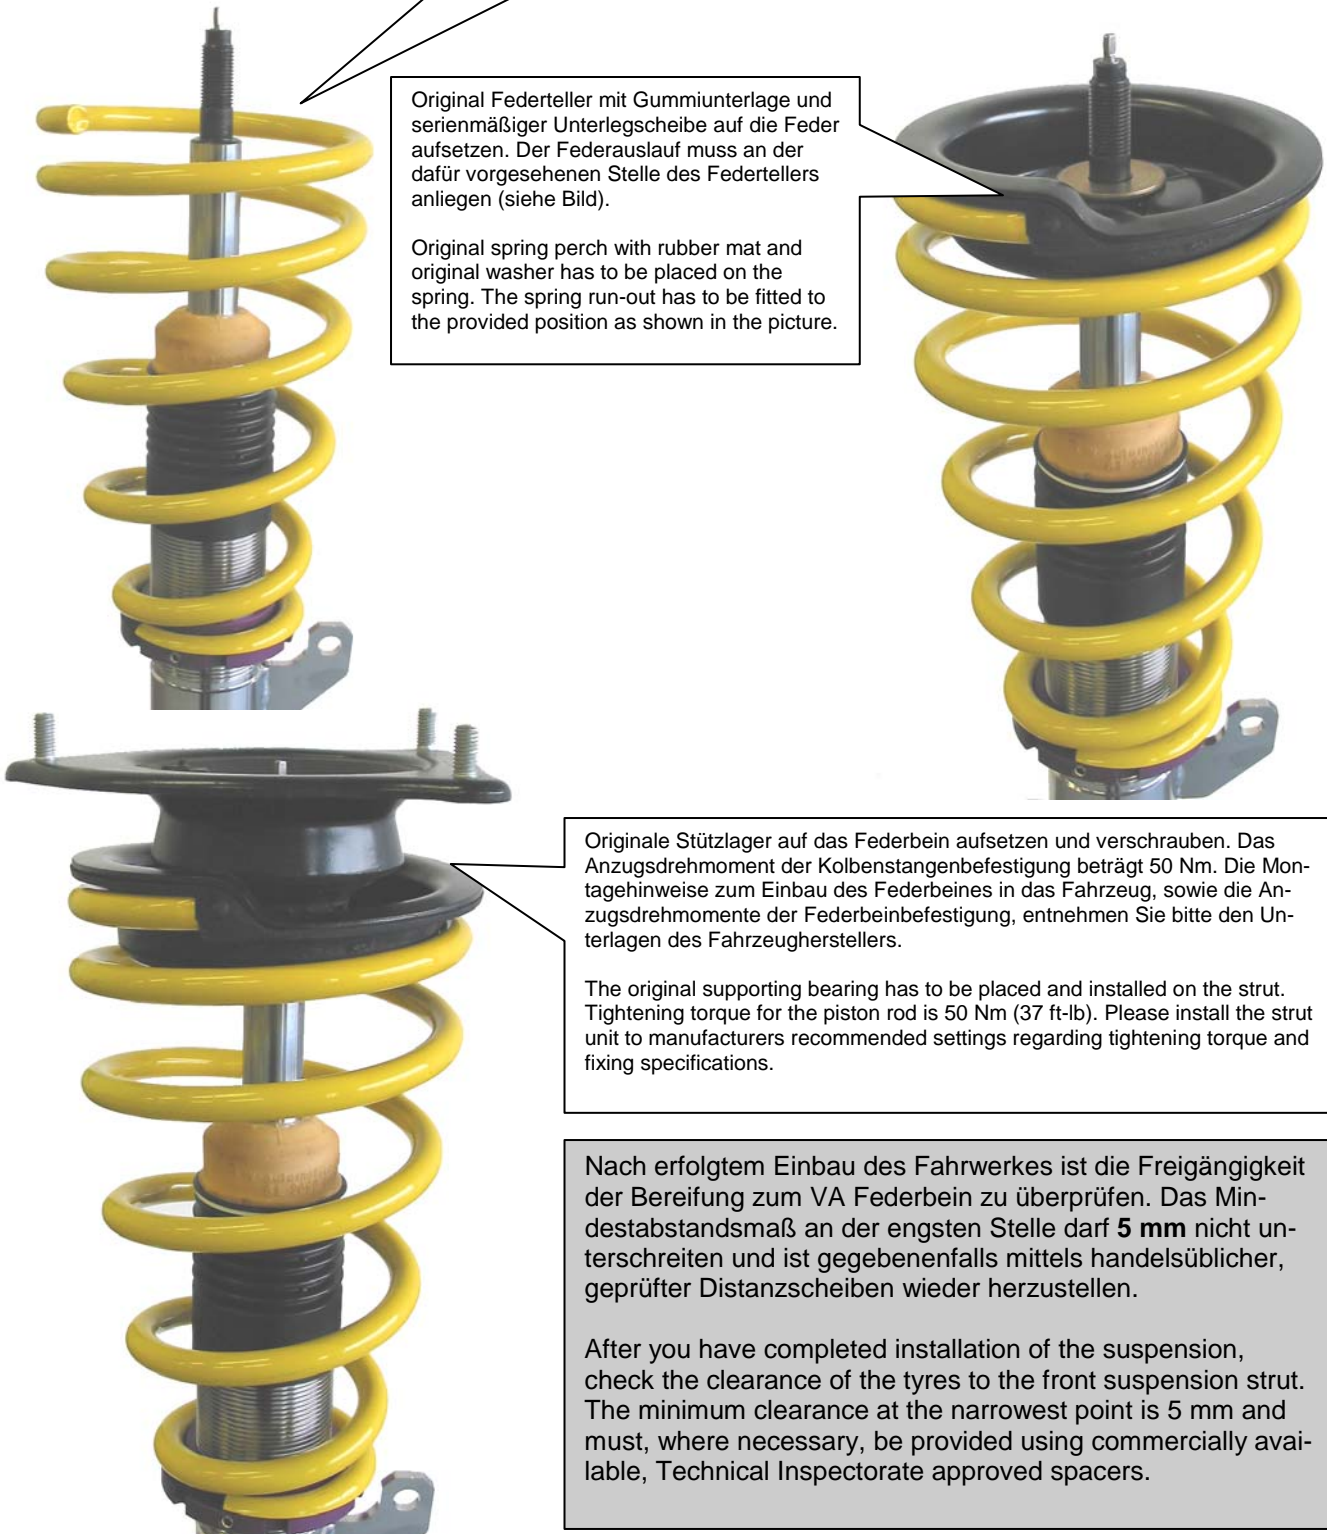 Original Federteller mit Gummiunterlage und
serienmäßiger Unterlegscheibe auf die Feder
aufsetzen. Der Federauslauf muss an der
dafür vorgesehenen Stelle des Federtellers
anliegen (siehe Bild).
Original spring perch with rubber mat and
original washer has to be placed on the
spring. The spring run-out has to be fitted to
the provided position as shown in the picture.
Originale Stützlager auf das Federbein aufsetzen und verschrauben. Das
Anzugsdrehmoment der Kolbenstangenbefestigung beträgt 50 Nm. Die Mon-
tagehinweise zum Einbau des Federbeines in das Fahrzeug, sowie die An-
zugsdrehmomente der Federbeinbefestigung, entnehmen Sie bitte den Un-
terlagen des Fahrzeugherstellers.
The original supporting bearing has to be placed and installed on the strut.
Tightening torque for the piston rod is 50 Nm (37 ft-lb). Please install the strut
unit to manufacturers recommended settings regarding tightening torque and
fixing specifications.
Nach erfolgtem Einbau des Fahrwerkes ist die Freigängigkeit
der Bereifung zum VA Federbein zu überprüfen. Das Min-
destabstandsmaß an der engsten Stelle darf 5 mm nicht un-
terschreiten und ist gegebenenfalls mittels handelsüblicher,
geprüfter Distanzscheiben wieder herzustellen.
After you have completed installation of the suspension,
check the clearance of the tyres to the front suspension strut.
The minimum clearance at the narrowest point is 5 mm and
must, where necessary, be provided using commercially avai-
lable, Technical Inspectorate approved spacers.